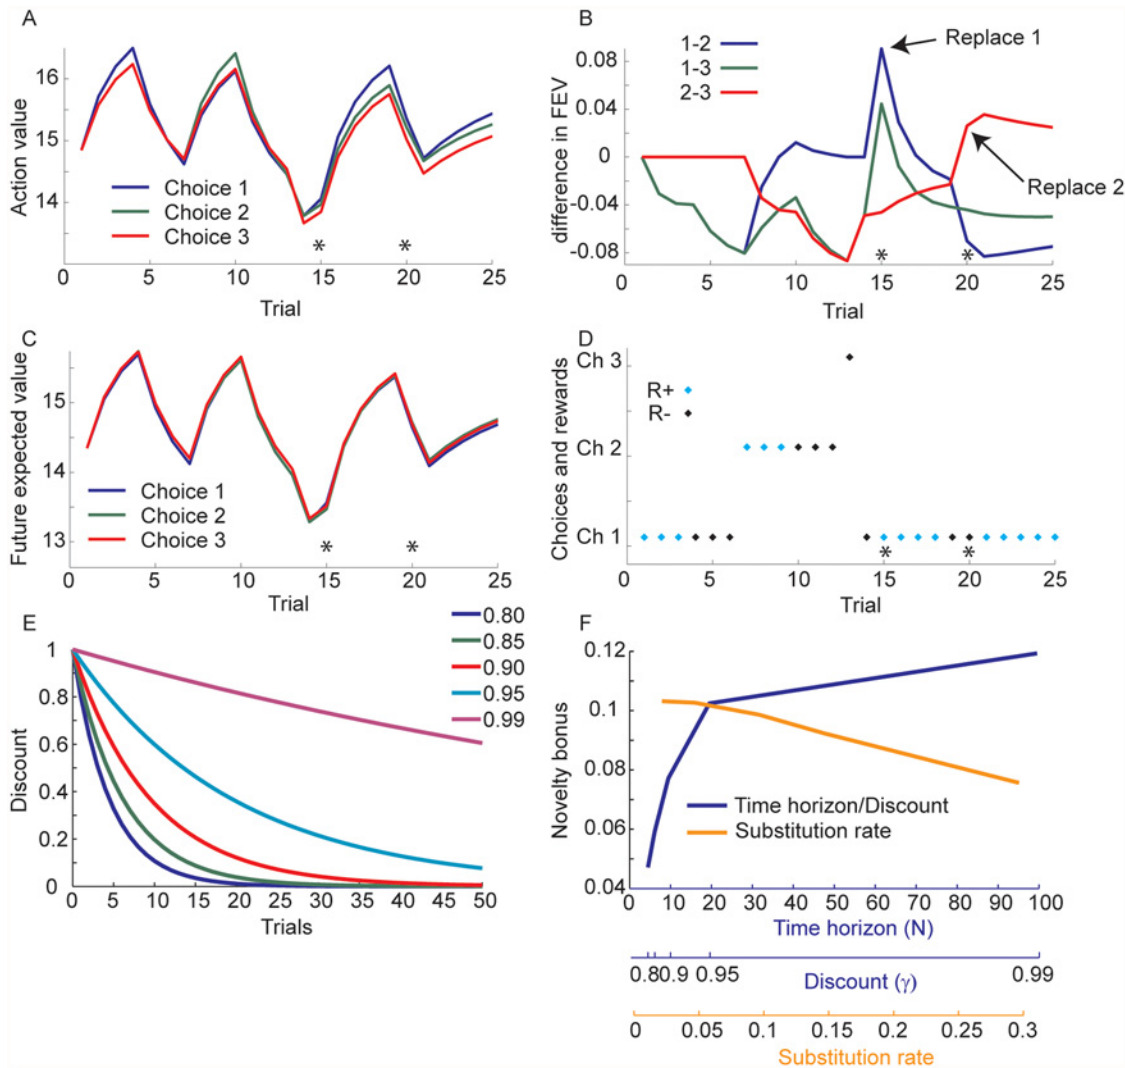 A
16
15
14
Action value
Choice 1
Choice 2
Choice 3
* *
0 5 10 15 20 25
Trial
B
0.08
0.04
0
-0.04
-0.08
difference in FEV
1-2
1-3
2-3
Replace 1
Replace 2
* *
0 5 10 15 20 25
Trial
C
15
14
13
Future expected value
Choice 1
Choice 2
Choice 3
* *
0 5 10 15 20 25
Trial
D
Ch 3
Ch 2
Ch 1
Choices and rewards
R+
R-
* *
0 5 10 15 20 25
Trial
E
0.80
0.85
0.90
0.95
0.99
1
0.8
0.6
0.4
0.2
0
Discount
0 5 10 15 20 25 30 35 40 45 50
Trials
F
0.12
0.1
0.08
0.06
0.04
Novelty bonus
Time horizon/Discount
Substitution rate
0 10 20 30 40 50 60 70 80 90 100
Time horizon (N)
0.80.9 0.95 0.99
Discount (γ)
0 0.05 0.1 0.15 0.2 0.25 0.3
Substitution rate